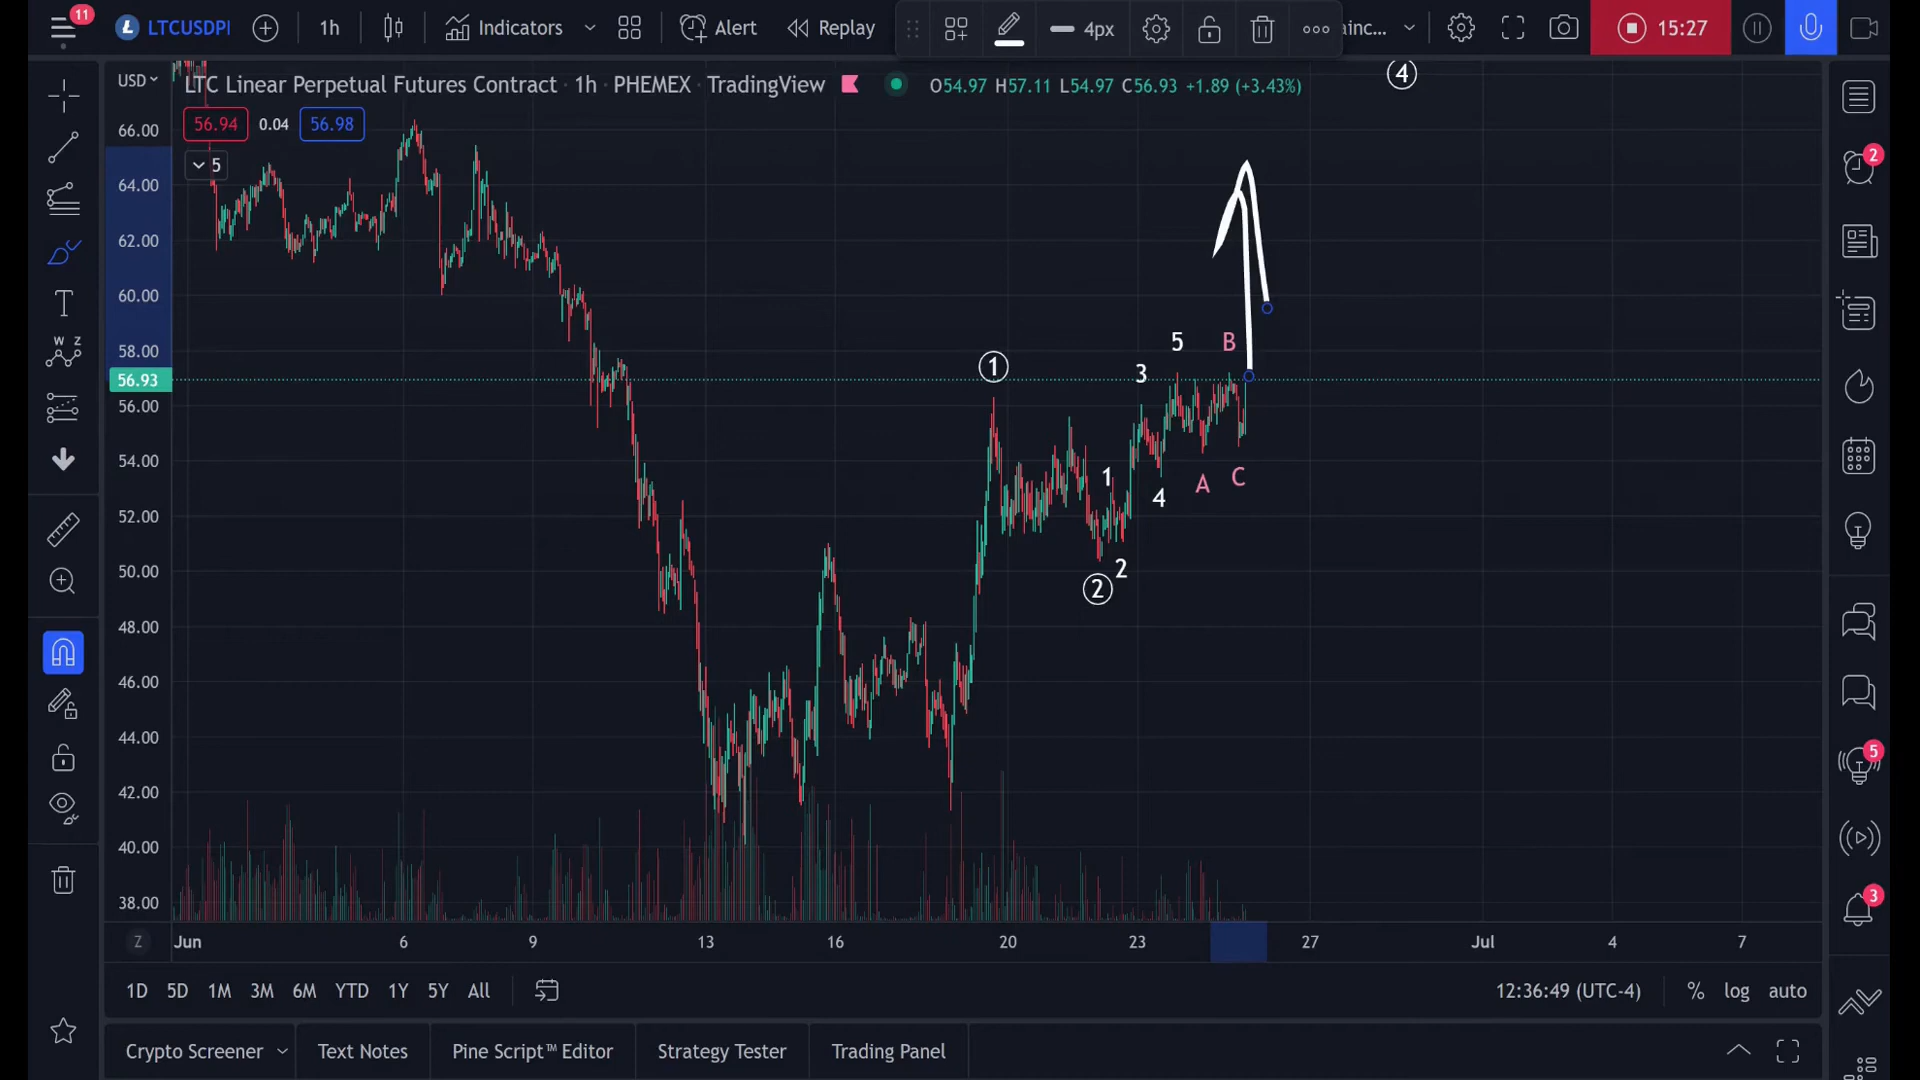 11
LTCUSDPI
1h
Indicators
Alert
Replay
4px
ainc...
15:27
USD
LTC Linear Perpetual Futures Contract · 1h · PHEMEX · TradingView
O54.97 H57.11 L54.97 C56.93 +1.89 (+3.43%)
4
56.94 0.04 56.98
5
66.00
64.00
62.00
60.00
58.00
56.93
56.00
54.00
52.00
50.00
48.00
46.00
44.00
42.00
40.00
38.00
1
5
B
3
1
4
A
C
2
2
W Z
T
2
5
3
Z
Jun 6 9 13 16 20 23 27 Jul 4 7
1D 5D 1M 3M 6M YTD 1Y 5Y All
12:36:49 (UTC-4) % log auto
Crypto Screener Text Notes Pine Script™ Editor Strategy Tester Trading Panel